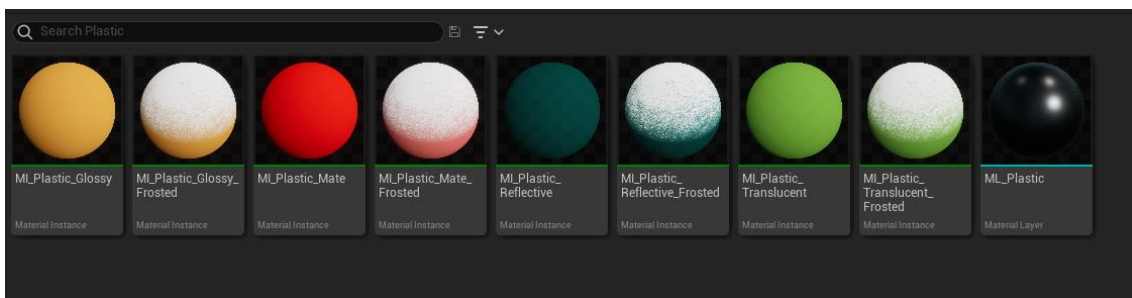 Search Plastic
MI_Plastic_Glossy
Material Instance
MI_Plastic_Glossy_
Frosted
Material Instance
MI_Plastic_Mate
Material Instance
MI_Plastic_Mate_
Frosted
Material Instance
MI_Plastic_
Reflective
Material Instance
MI_Plastic_
Reflective_Frosted
Material Instance
MI_Plastic_
Translucent
Material Instance
MI_Plastic_
Translucent_
Frosted
Material Instance
ML_Plastic
Material Layer